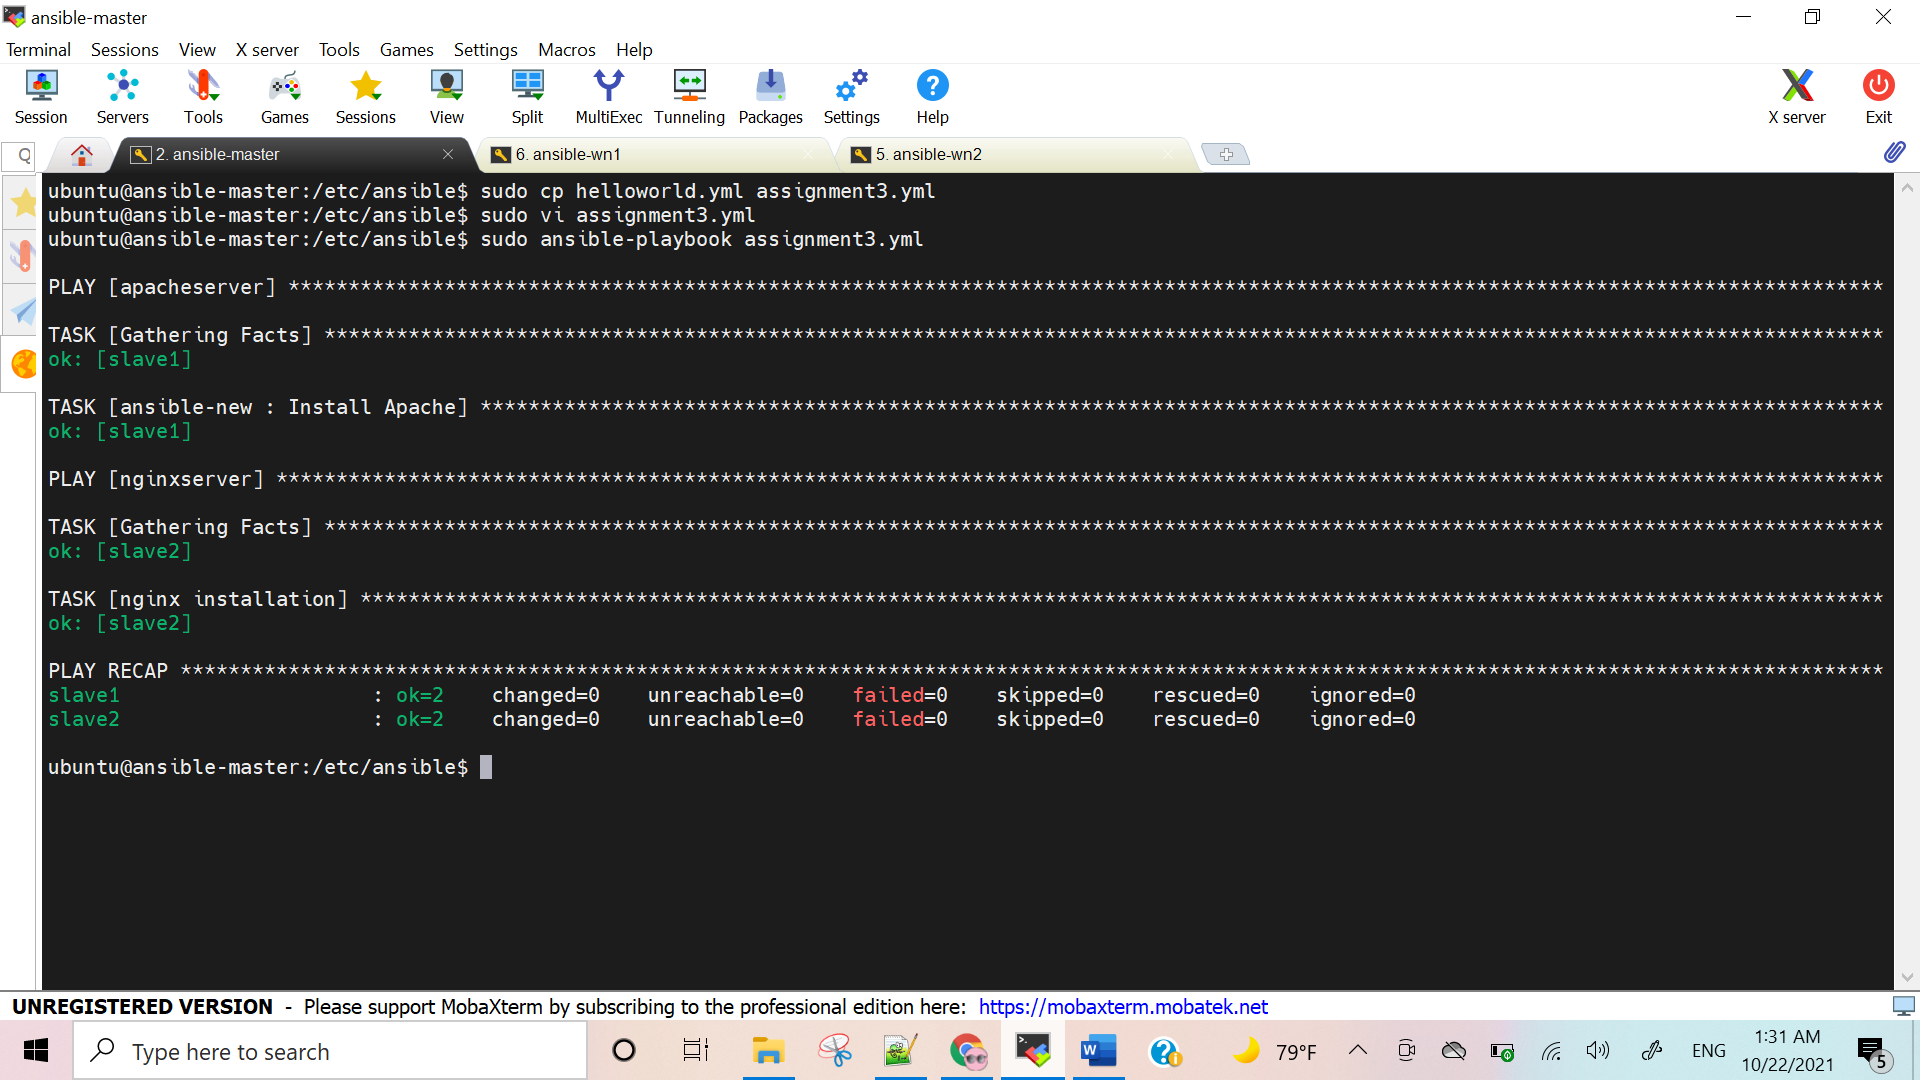 ansible-master
Terminal Sessions View X server Tools Games Settings Macros Help
Session Servers Tools Games Sessions View Split MultiExec Tunneling Packages Settings Help X server Exit
2. ansible-master 6. ansible-wn1 5. ansible-wn2
ubuntu@ansible-master:/etc/ansible$ sudo cp helloworld.yml assignment3.yml
ubuntu@ansible-master:/etc/ansible$ sudo vi assignment3.yml
ubuntu@ansible-master:/etc/ansible$ sudo ansible-playbook assignment3.yml
PLAY [apacheserver] *************************************************************************************************************************************
TASK [Gathering Facts] **********************************************************************************************************************************
ok: [slave1]
TASK [ansible-new : Install Apache] *********************************************************************************************************************
ok: [slave1]
PLAY [nginxserver] **************************************************************************************************************************************
TASK [Gathering Facts] **********************************************************************************************************************************
ok: [slave2]
TASK [nginx installation] *******************************************************************************************************************************
ok: [slave2]
PLAY RECAP **********************************************************************************************************************************************
slave1 : ok=2 changed=0 unreachable=0 failed=0 skipped=0 rescued=0 ignored=0
slave2 : ok=2 changed=0 unreachable=0 failed=0 skipped=0 rescued=0 ignored=0
ubuntu@ansible-master:/etc/ansible$
UNREGISTERED VERSION - Please support MobaXterm by subscribing to the professional edition here: https://mobaxterm.mobatek.net
Type here to search 79°F ENG 1:31 AM
10/22/2021 5